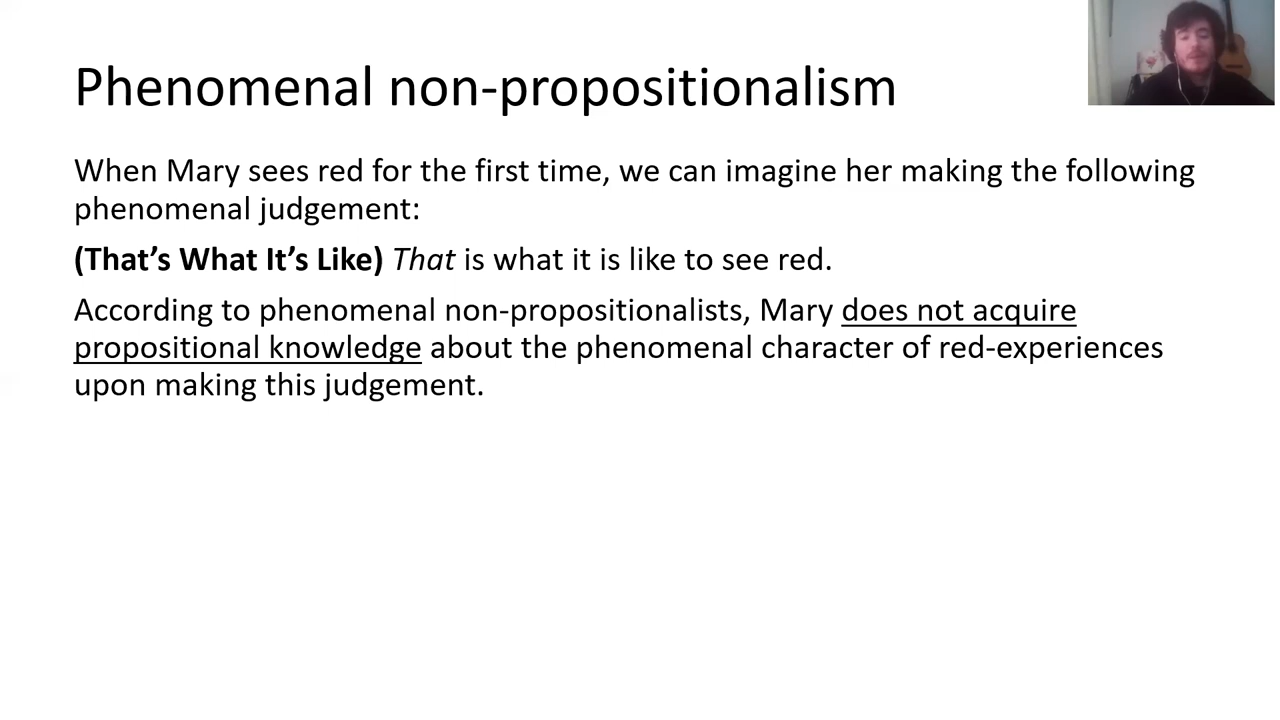 Phenomenal non-propositionalism
When Mary sees red for the first time, we can imagine her making the following
phenomenal judgement:
(That’s What It’s Like) That is what it is like to see red.
According to phenomenal non-propositionalists, Mary does not acquire
propositional knowledge about the phenomenal character of red-experiences
upon making this judgement.